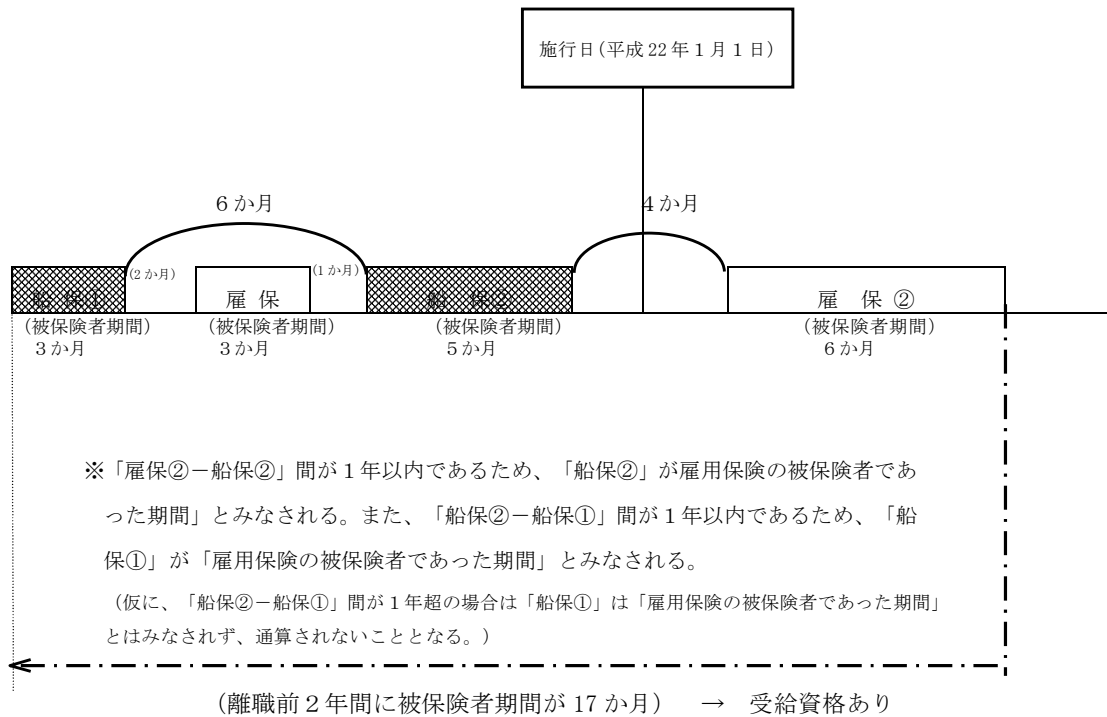 施行日(平成22年1月1日)
6か月
4か月
(2か月)
(1か月)
船保①
雇保
船保②
雇保②
(被保険者期間)
3か月
(被保険者期間)
3か月
(被保険者期間)
5か月
(被保険者期間)
6か月
※「雇保②－船保②」間が1年以内であるため、「船保②」が雇用保険の被保険者であ
った期間」とみなされる。また、「船保②－船保①」間が1年以内であるため、「船
保①」が「雇用保険の被保険者であった期間」とみなされる。
(仮に、「船保②－船保①」間が1年超の場合は「船保①」は「雇用保険の被保険者であった期間」
とはみなされず、通算されないこととなる。)
(離職前2年間に被保険者期間が17か月) → 受給資格あり